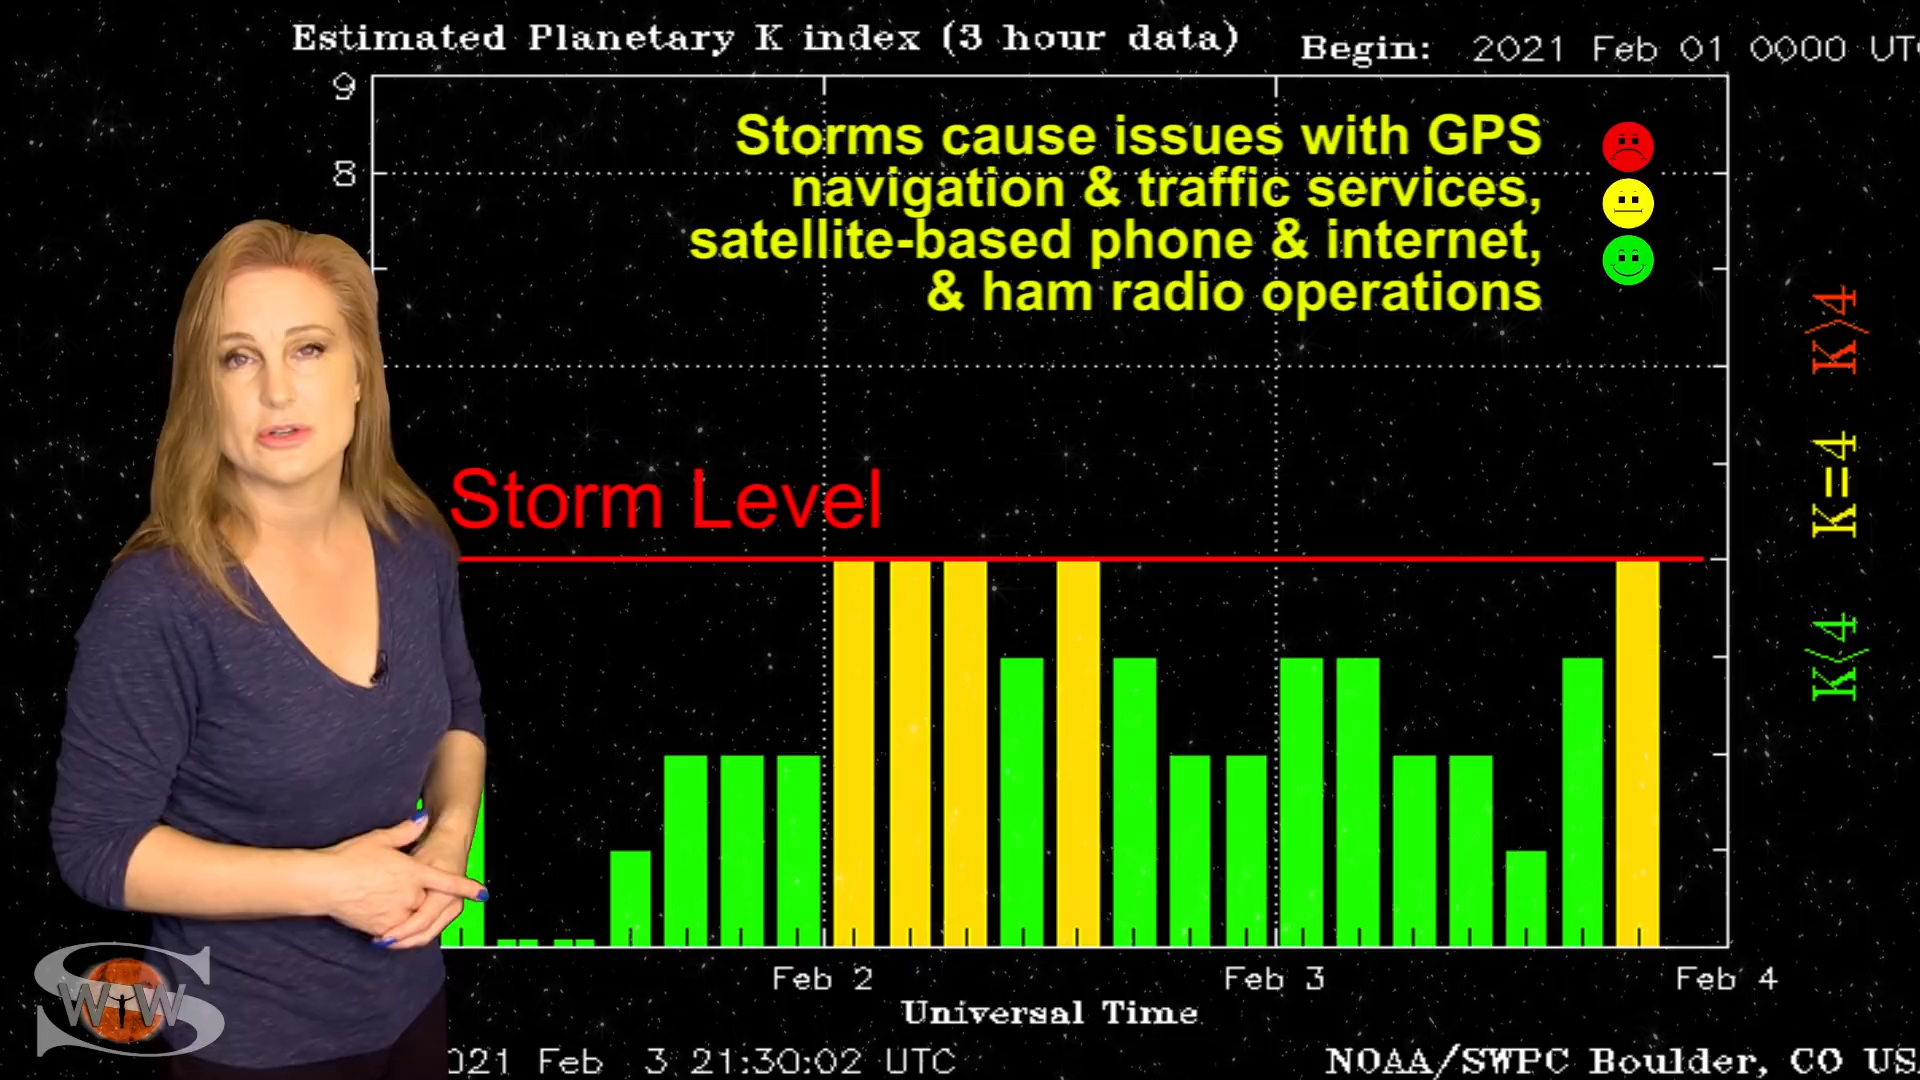 Estimated Planetary K index (3 hour data)
Begin: 2021 Feb 01 0000 UTC
9
8
Storms cause issues with GPS
navigation & traffic services,
satellite-based phone & internet,
& ham radio operations
Storm Level
K<4 K=4 K>4
Feb 2 Feb 3 Feb 4
Universal Time
021 Feb 3 21:30:02 UTC
NOAA/SWPC Boulder, CO US
S
WTW